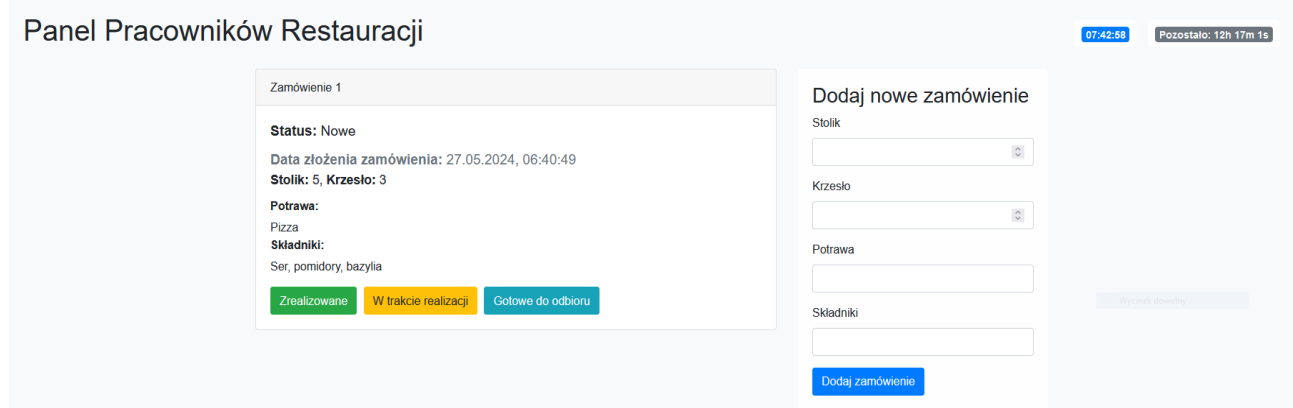 Panel Pracowników Restauracji
07:42:58
Pozostało: 12h 17m 1s
Zamówienie 1
Status: Nowe
Data złożenia zamówienia: 27.05.2024, 06:40:49
Stolik: 5, Krzesło: 3
Potrawa:
Pizza
Składniki:
Ser, pomidory, bazylia
Zrealizowane
W trakcie realizacji
Gotowe do odbioru
Dodaj nowe zamówienie
Stolik
Krzesło
Potrawa
Składniki
Dodaj zamówienie